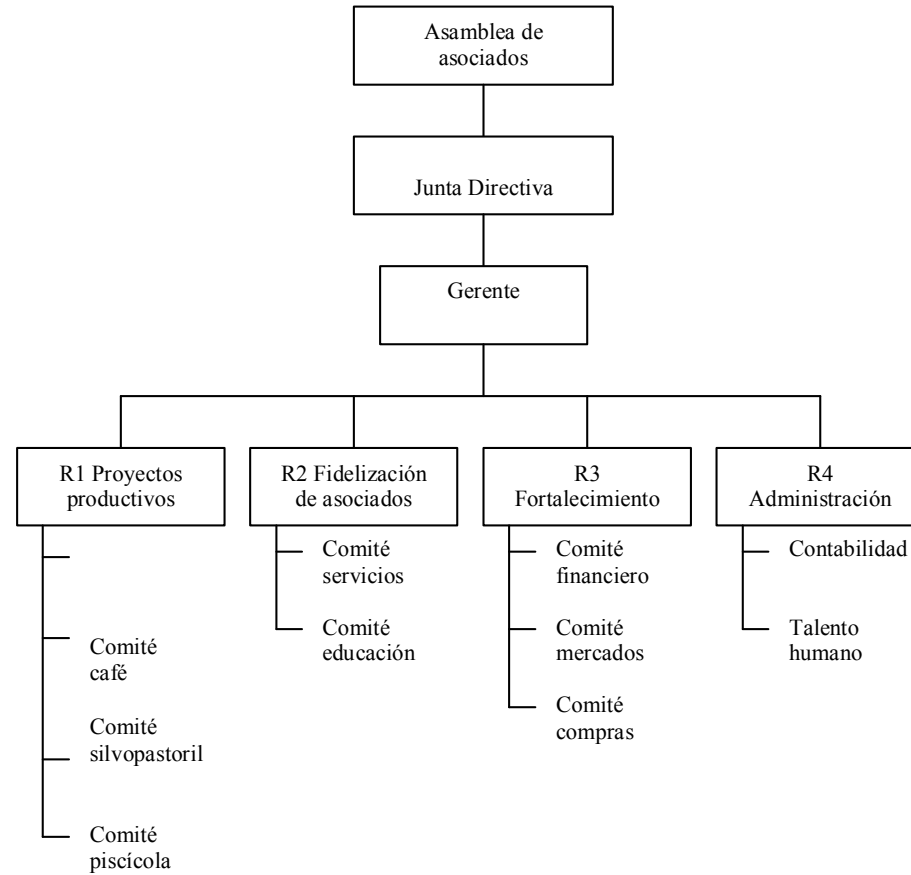 Asamblea de
asociados
Junta Directiva
Gerente
R1 Proyectos
productivos
R2 Fidelización
de asociados
R3
Fortalecimiento
R4
Administración
Comité
café
Comité
silvopastoril
Comité
piscícola
Comité
servicios
Comité
educación
Comité
financiero
Comité
mercados
Comité
compras
Contabilidad
Talento
humano